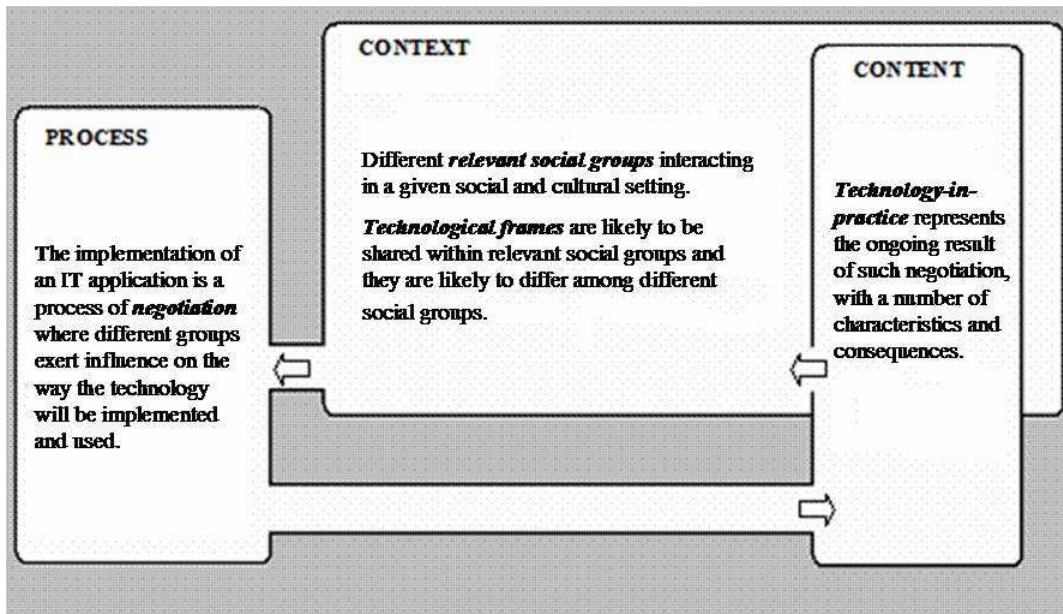 CONTEXT
CONTENT
PROCESS
Different relevant social groups interacting
in a given social and cultural setting.
Technological frames are likely to be
shared within relevant social groups and
they are likely to differ among different
social groups.
Technology-in-
practice represents
the ongoing result
of such negotiation,
with a number of
characteristics and
consequences.
The implementation of
an IT application is a
process of negotiation
where different groups
exert influence on the
way the technology
will be implemented
and used.